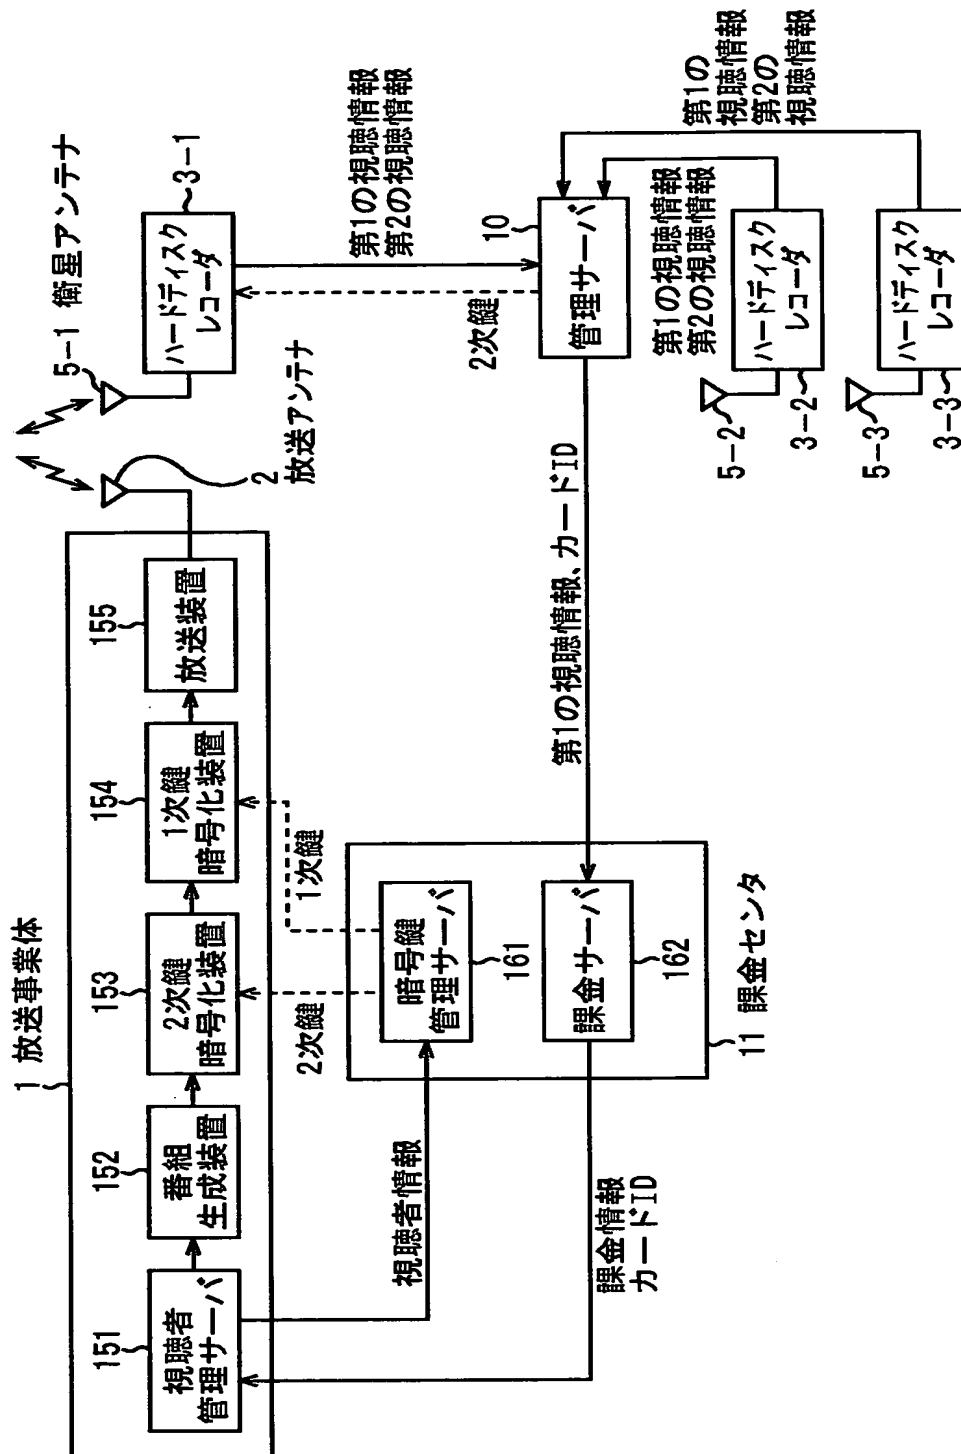 1 放送事業体
151
視聴者
管理サーバ
152
番組
生成装置
153
2次鍵
暗号化装置
154
1次鍵
暗号化装置
155
放送装置
2
放送アンテナ
5-1 衛星アンテナ
ハードディスク
レコーダ
3-1
視聴者情報
2次鍵
1次鍵
暗号鍵
管理サーバ
161
課金サーバ
162
11 課金センタ
課金情報
カードID
第1の視聴情報、カードID
2次鍵
第1の視聴情報
第2の視聴情報
10
管理サーバ
第1の視聴情報
第2の視聴情報
第1の
視聴情報
第2の
視聴情報
5-2
ハードディスク
レコーダ
3-2
5-3
ハードディスク
レコーダ
3-3